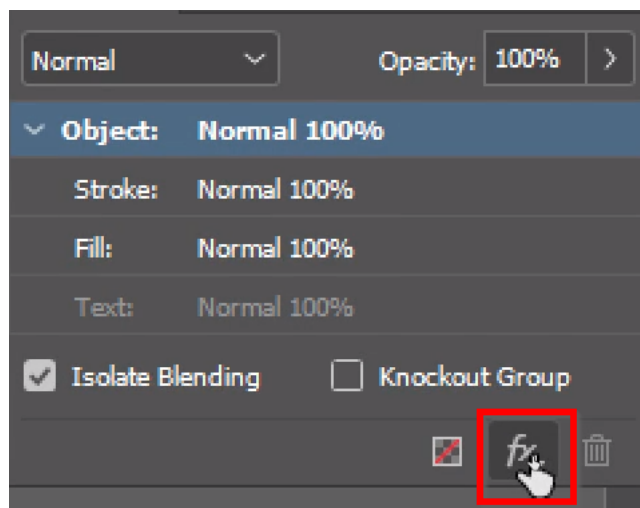 Normal Opacity: 100%
Object: Normal 100%
Stroke: Normal 100%
Fill: Normal 100%
Text: Normal 100%
Isolate Blending Knockout Group
fx